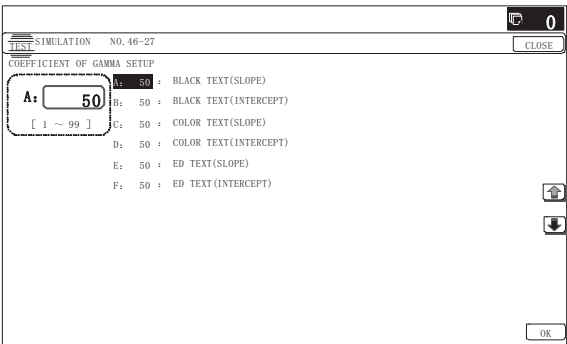 0
TEST SIMULATION NO.46-27 CLOSE
COEFFICIENT OF GAMMA SETUP
A: 50
[ 1 ～ 99 ]
A: 50 : BLACK TEXT(SLOPE)
B: 50 : BLACK TEXT(INTERCEPT)
C: 50 : COLOR TEXT(SLOPE)
D: 50 : COLOR TEXT(INTERCEPT)
E: 50 : ED TEXT(SLOPE)
F: 50 : ED TEXT(INTERCEPT)
OK